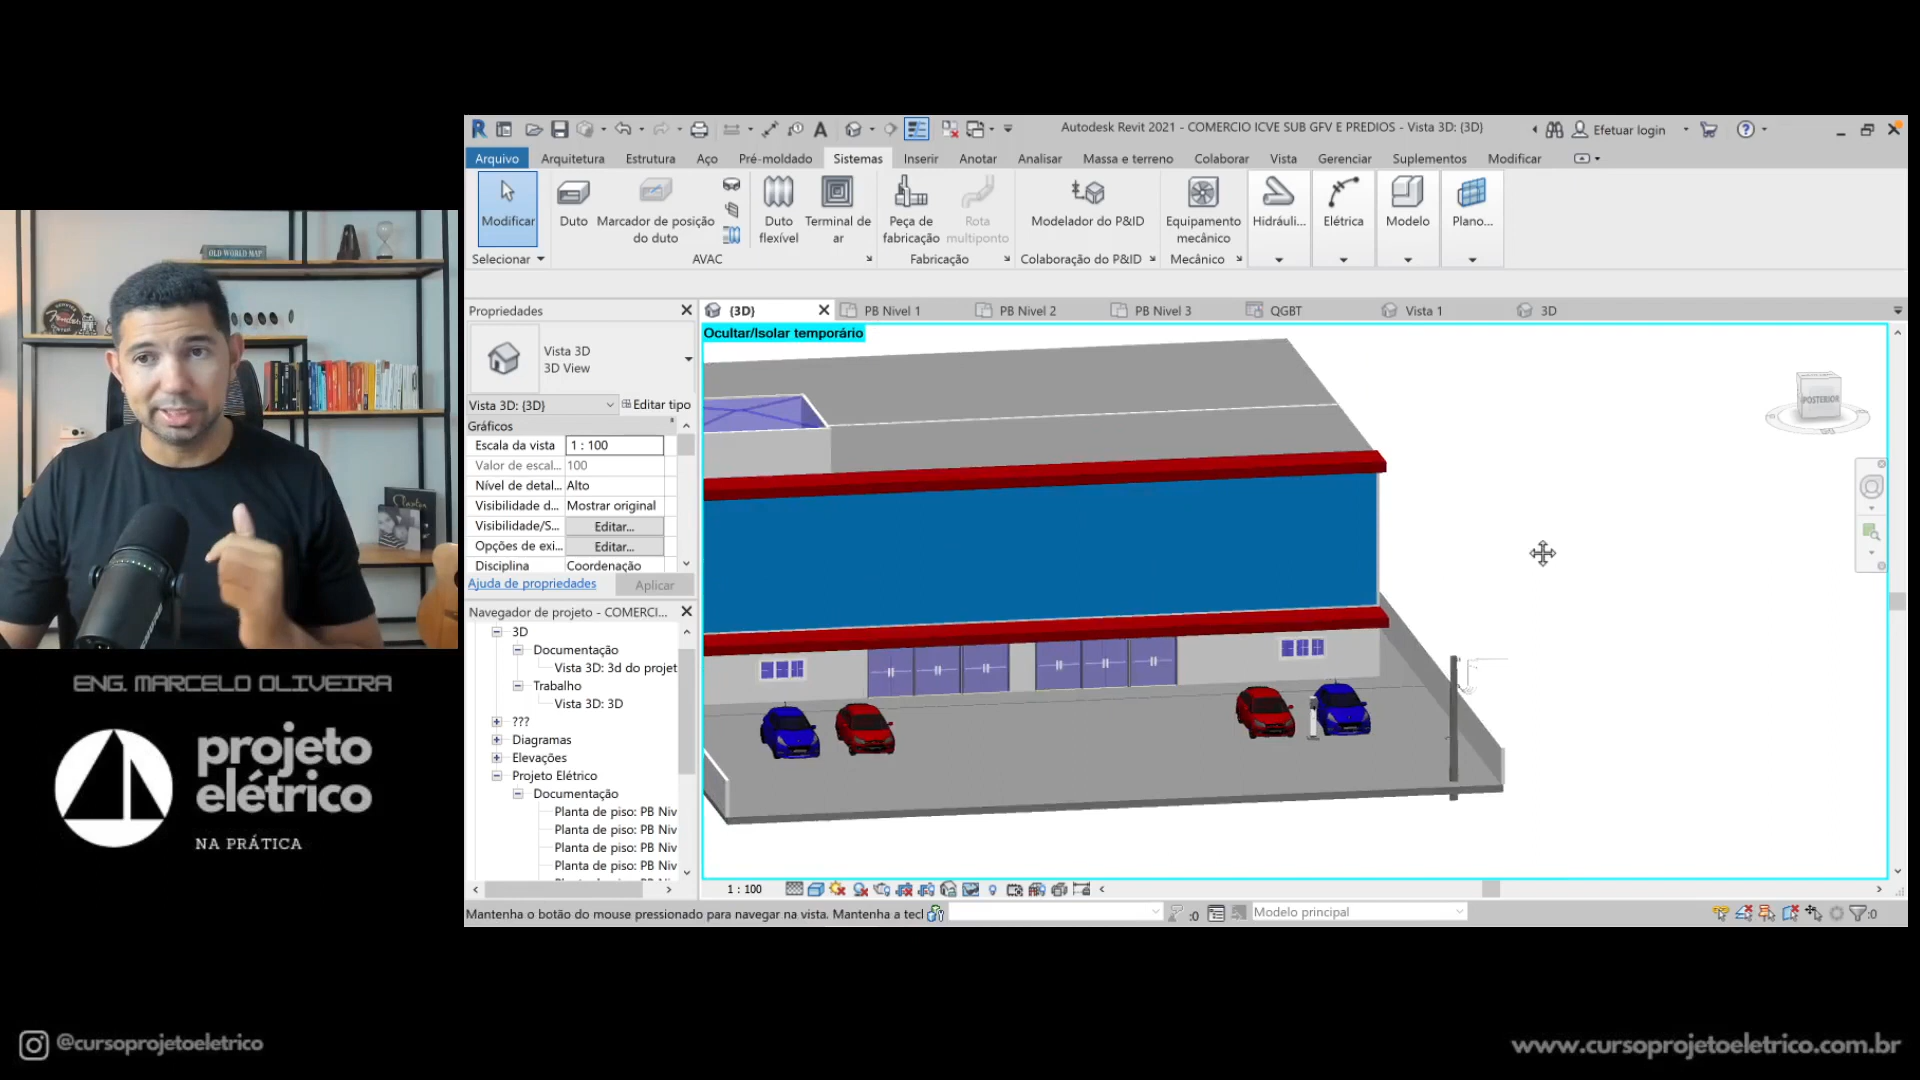 Autodesk Revit 2021 - COMERCIO ICVE SUB GFV E PREDIOS - Vista 3D: {3D}
Efetuar login
Arquivo Arquitetura Estrutura Aço Pré-moldado Sistemas Inserir Anotar Analisar Massa e terreno Colaborar Vista Gerenciar Suplementos Modificar
Modificar
Duto
Marcador de posição do duto
Duto flexível
Terminal de ar
Peça de fabricação
Rota multiponto
Modelador do P&ID
Equipamento mecânico
Hidráuli...
Elétrica
Modelo
Plano...
Selecionar
AVAC
Fabricação
Colaboração do P&ID
Mecânico
Propriedades
{3D}
PB Nivel 1
PB Nivel 2
PB Nivel 3
QGBT
Vista 1
3D
Ocultar/Isolar temporário
Vista 3D
3D View
Vista 3D: {3D}
Editar tipo
Gráficos
Escala da vista 1 : 100
Valor de escal... 100
Nível de detal... Alto
Visibilidade d... Mostrar original
Visibilidade/S... Editar...
Opções de exi... Editar...
Disciplina Coordenação
Ajuda de propriedades
Aplicar
Navegador de projeto - COMERCI...
3D
Documentação
Vista 3D: 3d do projet
Trabalho
Vista 3D: 3D
???
Diagramas
Elevações
Projeto Elétrico
Documentação
Planta de piso: PB Niv
Planta de piso: PB Niv
Planta de piso: PB Niv
Planta de piso: PB Niv
POSTERIOR
1 : 100
Mantenha o botão do mouse pressionado para navegar na vista. Mantenha a tecl
:0
Modelo principal
:0
OLD WORLD MAP
Fender
ENG. MARCELO OLIVEIRA
projeto
elétrico
NA PRÁTICA
@cursoprojetoeletrico
www.cursoprojetoeletrico.com.br